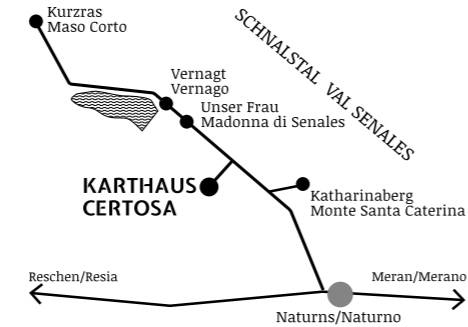 Kurzras
Maso Corto
SCHNALSTAL VAL SENALES
Vernagt
Vernago
Unser Frau
Madonna di Senales
KARTHAUS
CERTOSA
Katharinaberg
Monte Santa Caterina
Reschen/Resia
Meran/Merano
Naturns/Naturno